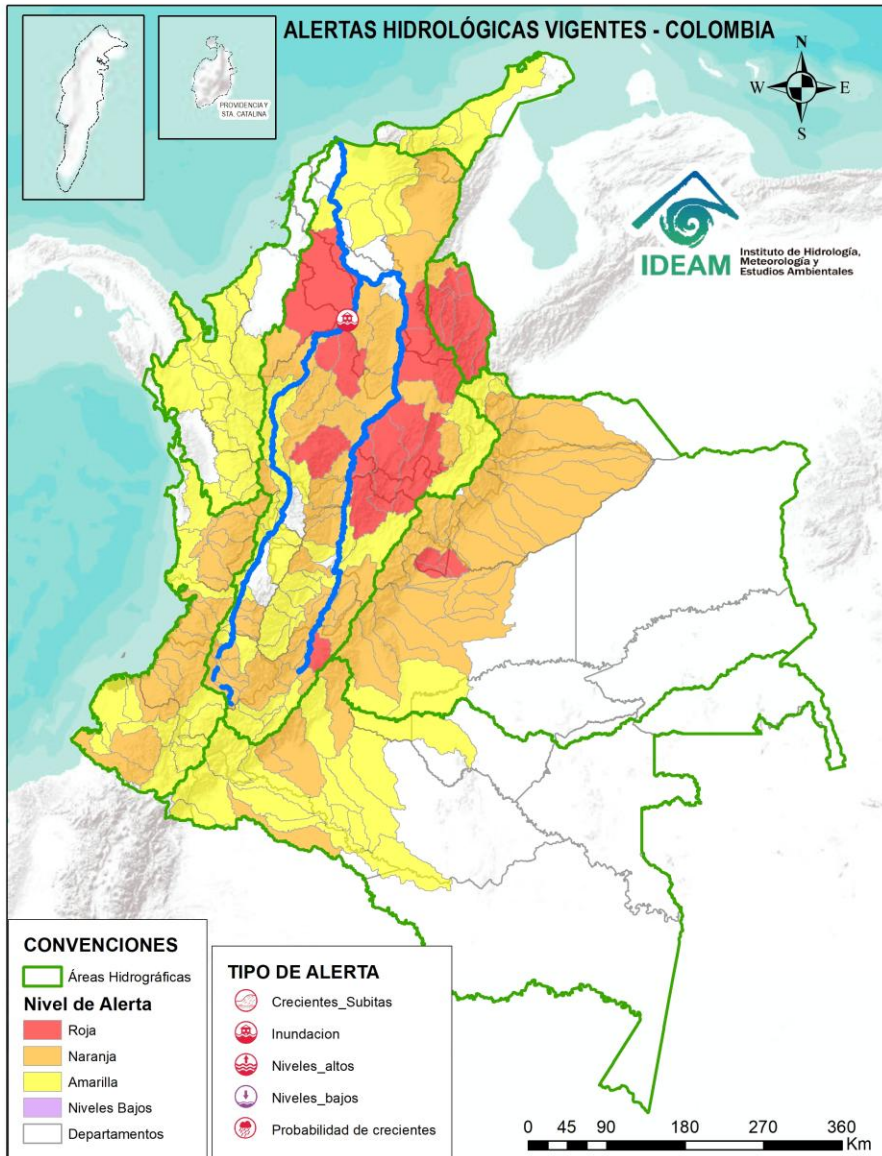 ALERTAS HIDROLÓGICAS VIGENTES - COLOMBIA
PROVIDENCIA Y
STA. CATALINA
N
W E
S
IDEAM
Instituto de Hidrología,
Meteorología y
Estudios Ambientales
CONVENCIONES
Áreas Hidrográficas
Nivel de Alerta
Roja
Naranja
Amarilla
Niveles Bajos
Departamentos
TIPO DE ALERTA
Crecientes_Subitas
Inundacion
Niveles_altos
Niveles_bajos
Probabilidad de crecientes
0 45 90 180 270 360
Km